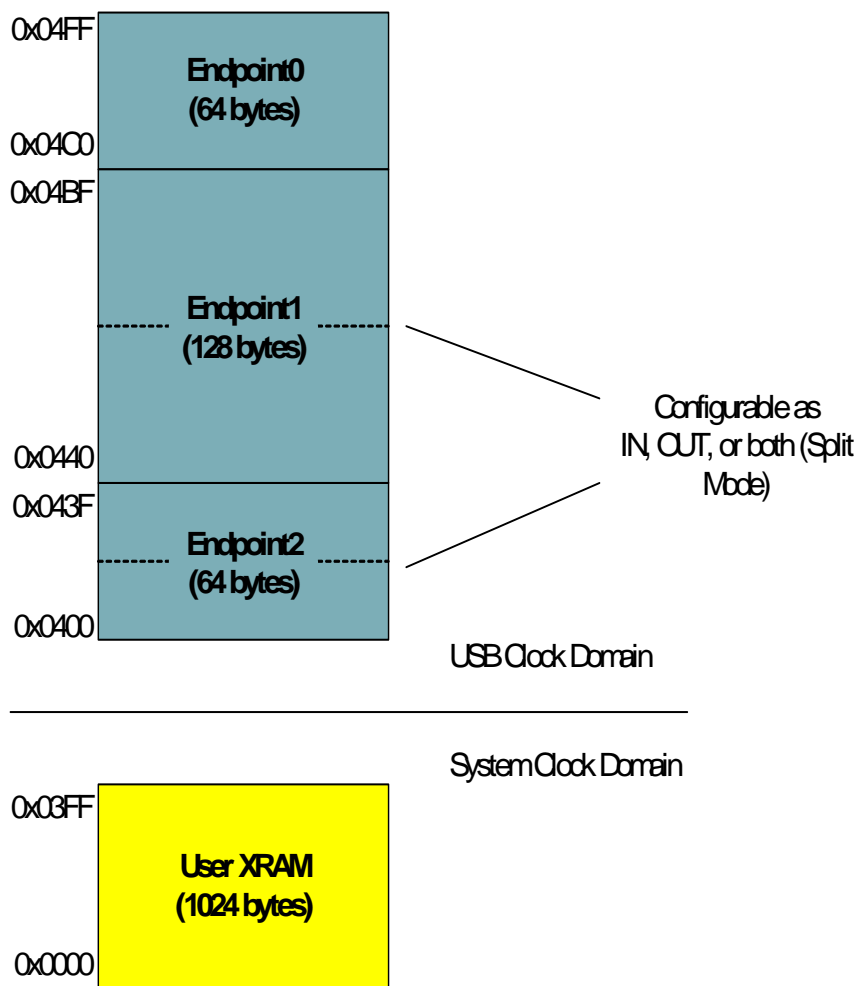 0x04FF
Endpoint0
(64 bytes)
0x04C0
0x04BF
Endpoint1
(128 bytes)
Configurable as
IN, OUT, or both (Split
Mode)
0x0440
0x043F
Endpoint2
(64 bytes)
0x0400
USB Clock Domain
System Clock Domain
0x03FF
User XRAM
(1024 bytes)
0x0000